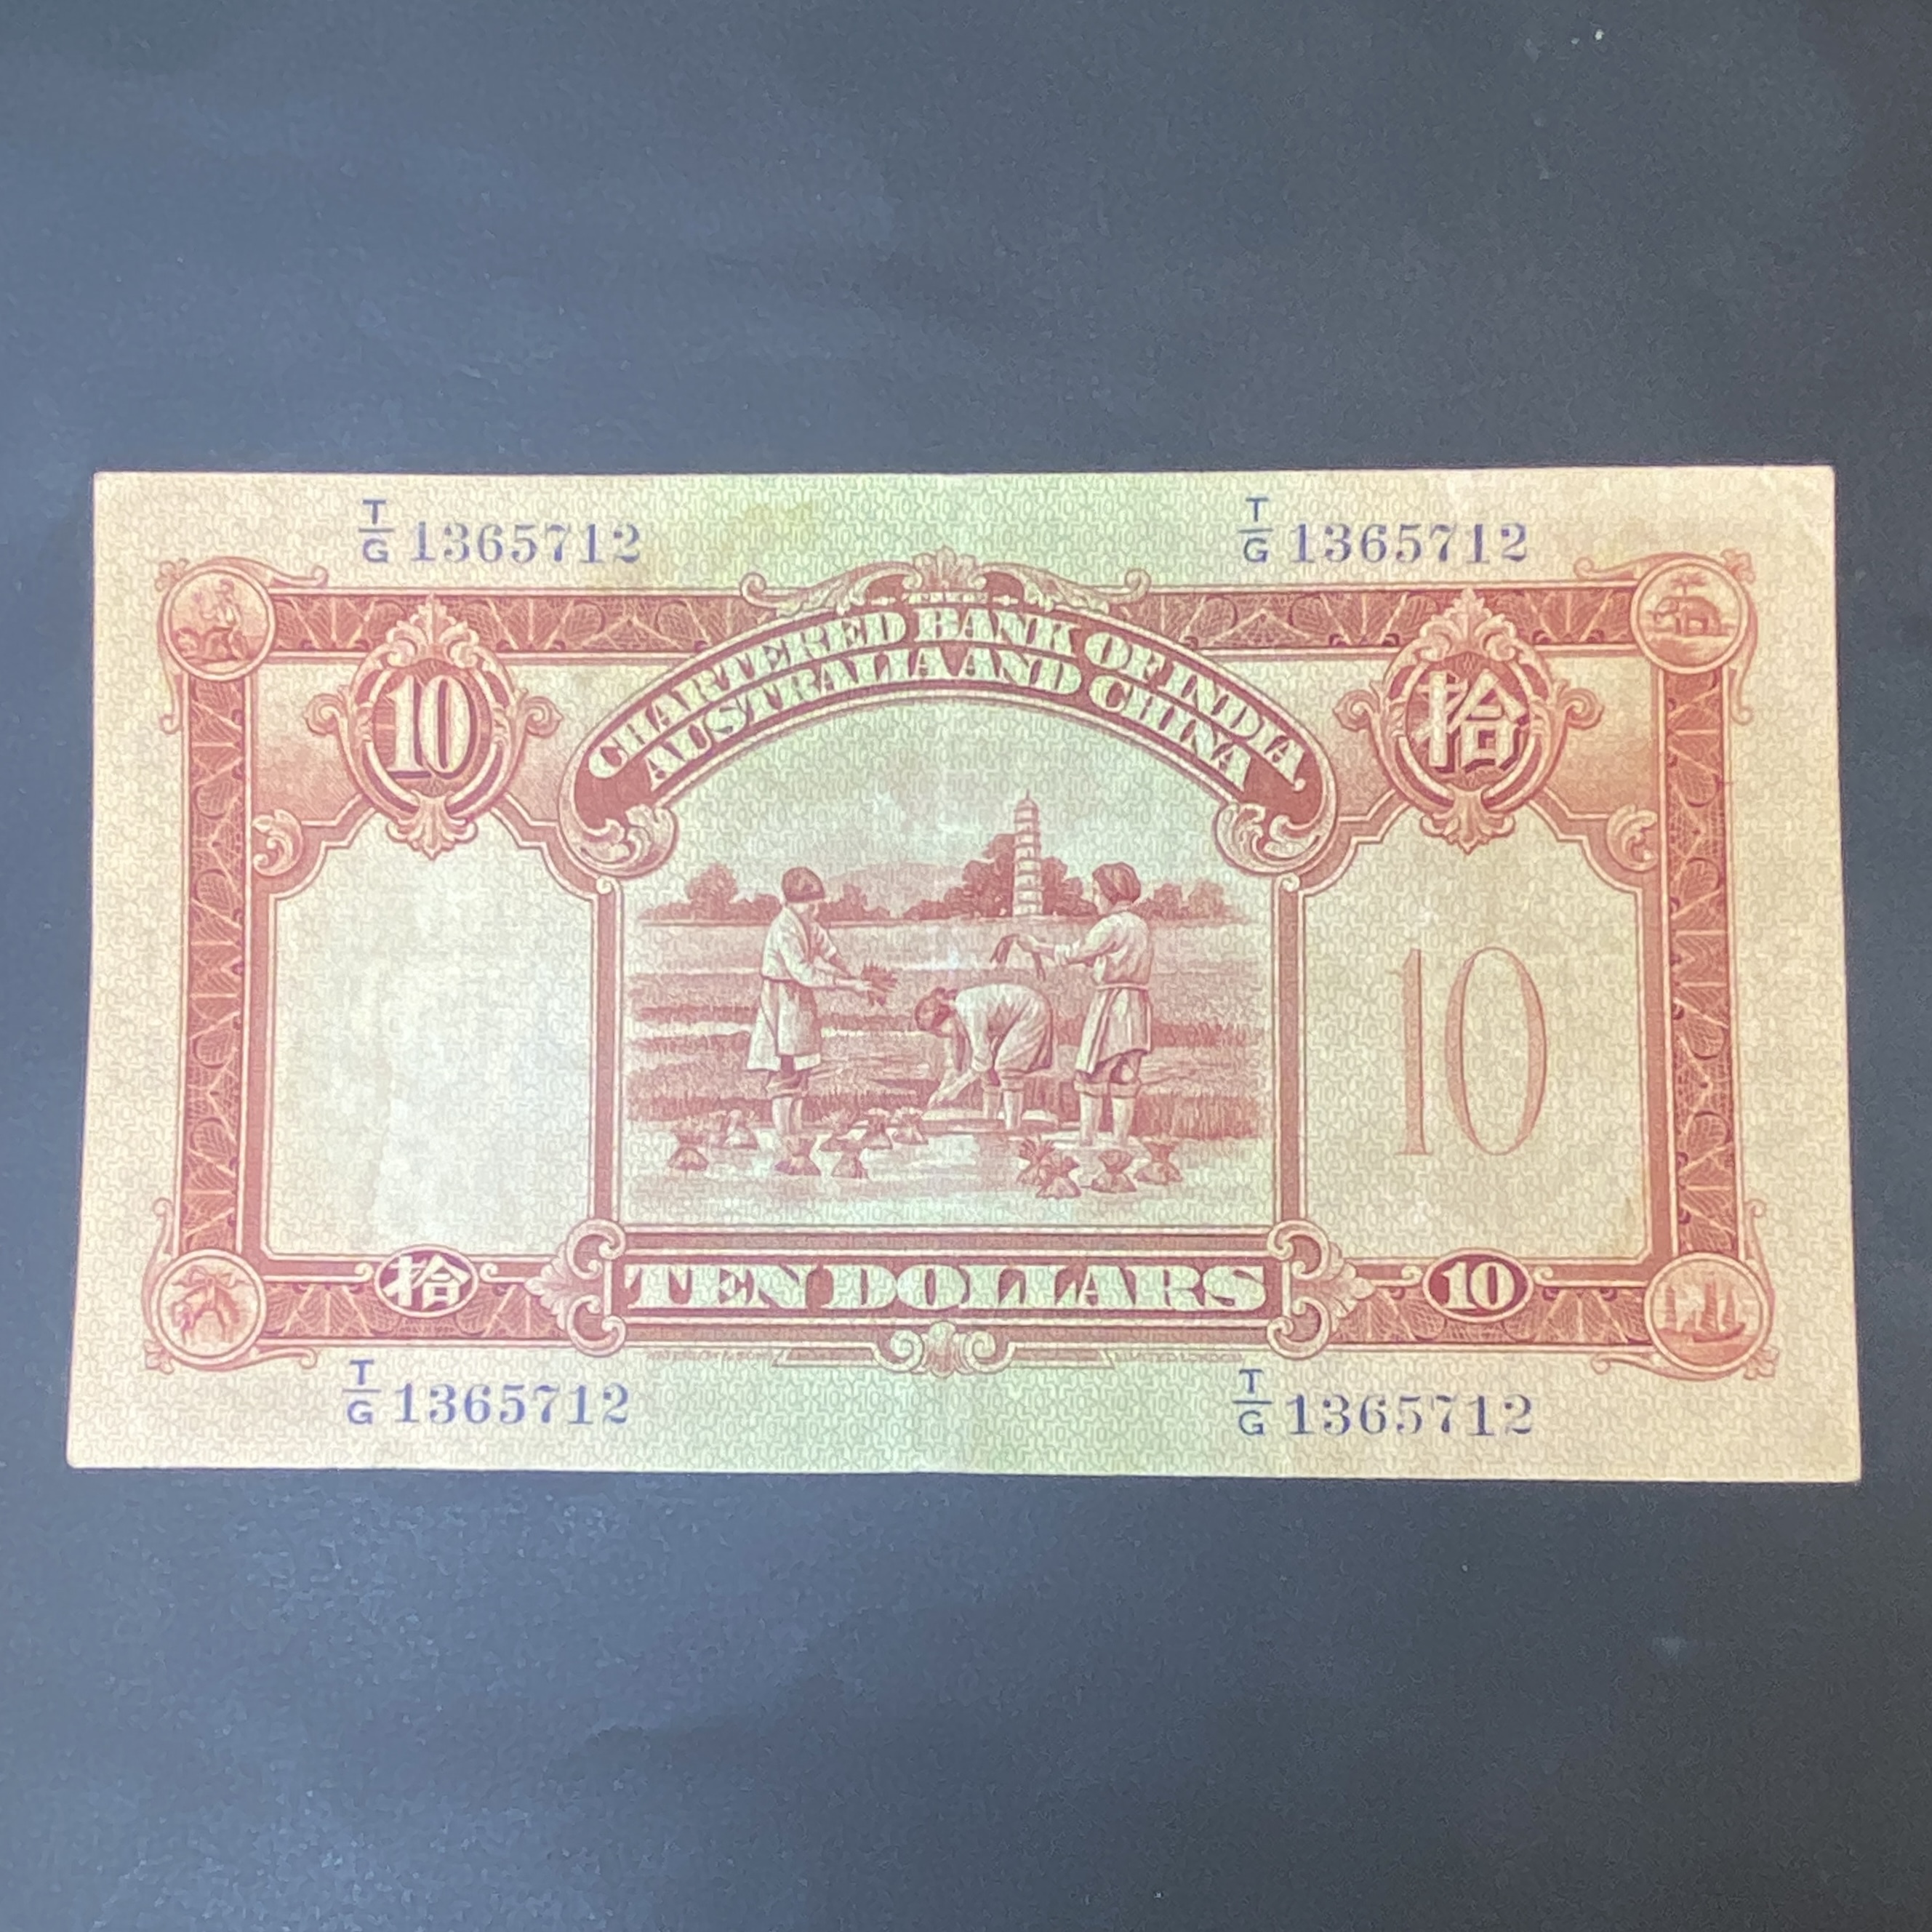 T/G 1365712
T/G 1365712
THE
CHARTERED BANK OF INDIA,
AUSTRALIA AND CHINA
10
拾
10
TEN DOLLARS
拾
10
T/G 1365712
T/G 1365712